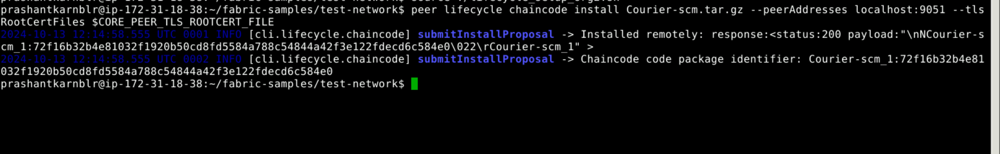 prashantkarnblr@ip-172-31-18-38:~/fabric-samples/test-network$ peer lifecycle chaincode install Courier-scm.tar.gz --peerAddresses localhost:9051 --tls
RootCertFiles $CORE_PEER_TLS_ROOTCERT_FILE
2024-10-13 12:14:58.555 UTC 0001 INFO [cli.lifecycle.chaincode] submitInstallProposal -> Installed remotely: response:<status:200 payload:"\nNCourier-s
cm_1:72f16b32b4e81032f1920b50cd8fd5584a788c54844a42f3e122fdecd6c584e0\022\rCourier-scm_1" >
2024-10-13 12:14:58.555 UTC 0002 INFO [cli.lifecycle.chaincode] submitInstallProposal -> Chaincode code package identifier: Courier-scm_1:72f16b32b4e81
032f1920b50cd8fd5584a788c54844a42f3e122fdecd6c584e0
prashantkarnblr@ip-172-31-18-38:~/fabric-samples/test-network$